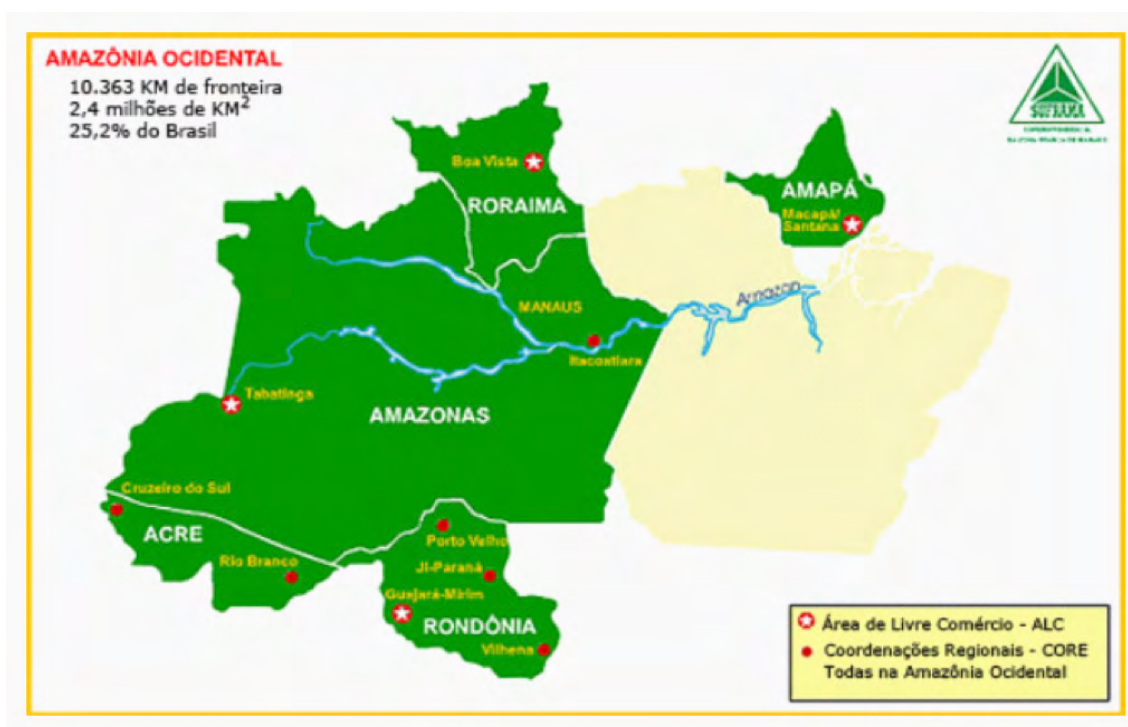 AMAZÔNIA OCIDENTAL
10.363 KM de fronteira
2,4 milhões de KM²
25,2% do Brasil
SUFRAMA
Boa Vista
RORAIMA
AMAPÁ
Macapá/
Santana
Amazon
MANAUS
Itacoatiara
Tabatinga
AMAZONAS
Cruzeiro do Sul
ACRE
Rio Branco
Porto Velho
JI-Paraná
Guajará-Mirim
RONDÔNIA
Vilhena
Área de Livre Comércio - ALC
Coordenações Regionais - CORE
Todas na Amazônia Ocidental